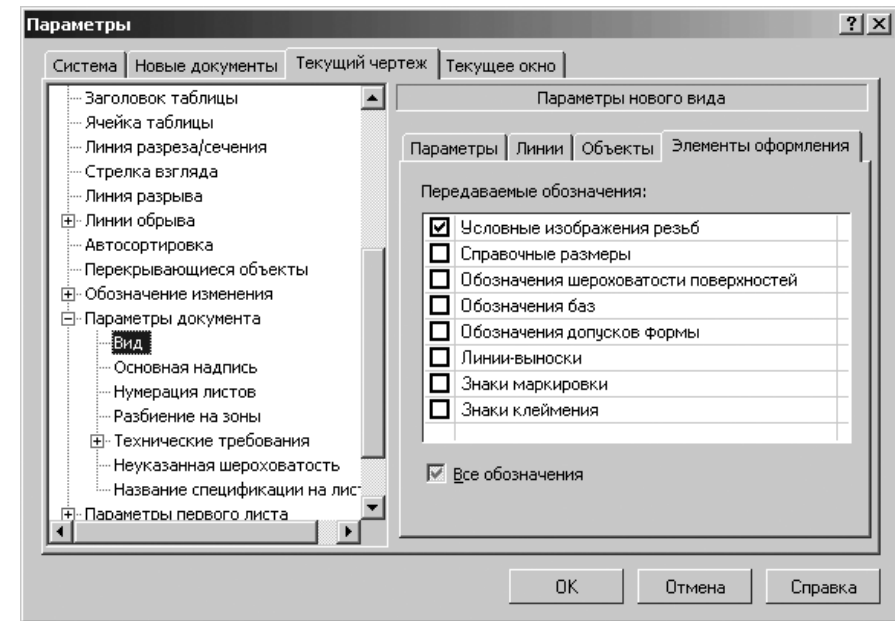 Параметры
Система Новые документы Текущий чертеж Текущее окно
Заголовок таблицы
Ячейка таблицы
Линия разреза/сечения
Стрелка взгляда
Линия разрыва
Линии обрыва
Автосортировка
Перекрывающиеся объекты
Обозначение изменения
Параметры документа
Вид
Основная надпись
Нумерация листов
Разбиение на зоны
Технические требования
Неуказанная шероховатость
Название спецификации на лис
Параметры первого листа
Параметры нового вида
Параметры Линии Объекты Элементы оформления
Передаваемые обозначения:
Условные изображения резьб
Справочные размеры
Обозначения шероховатости поверхностей
Обозначения баз
Обозначения допусков формы
Линии-выноски
Знаки маркировки
Знаки клеймения
Все обозначения
OK Отмена Справка